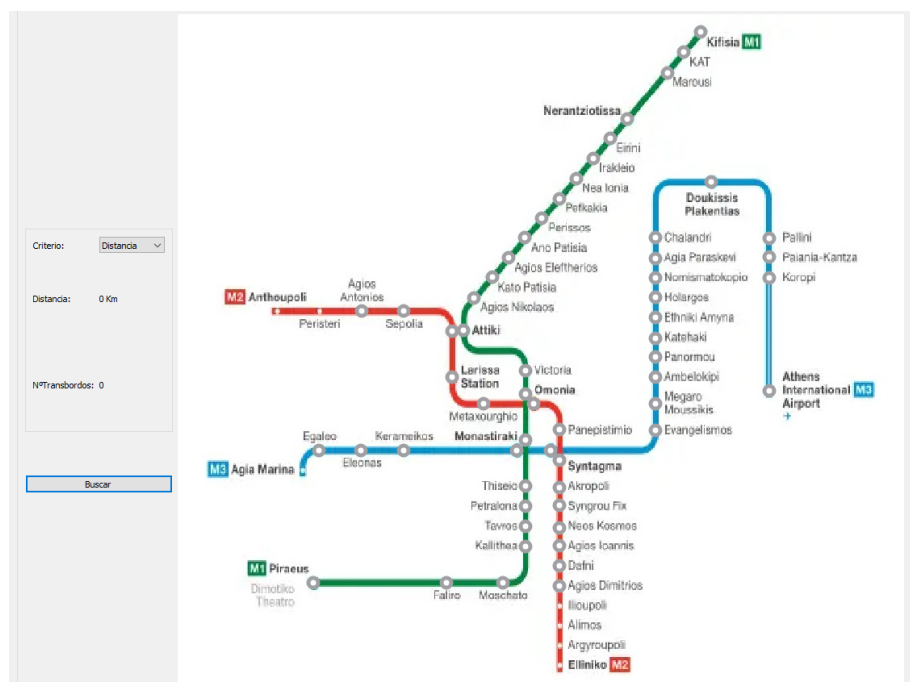 Criterio:
Distancia
Distancia:
0 Km
NºTransbordos: 0
Buscar
Kifisia M1
KAT
Marousi
Nerantziotissa
Eirini
Irakleio
Nea Ionia
Pefkakia
Perissos
Ano Patisia
Agios Eleftherios
Kato Patisia
Agios Nikolaos
Attiki
Victoria
Omonia
Monastiraki
Thiseio
Petralona
Tavros
Kallithea
Moschato
Faliro
M1 Piraeus
Dimotiko
Theatro
M2 Anthoupoli
Peristeri
Agios
Antonios
Sepolia
Larissa
Station
Metaxourghio
Panepistimio
Syntagma
Akropoli
Syngrou Fix
Neos Kosmos
Agios Ioannis
Dafni
Agios Dimitrios
Ilioupoli
Alimos
Argyroupoli
Elliniko M2
M3 Agia Marina
Egaleo
Eleonas
Kerameikos
Evangelismos
Megaro
Moussikis
Ambelokipi
Panormou
Katehaki
Ethniki Amyna
Holargos
Nomismatokopio
Agia Paraskevi
Chalandri
Doukissis
Plakentias
Pallini
Paiania-Kantza
Koropi
Athens
International M3
Airport